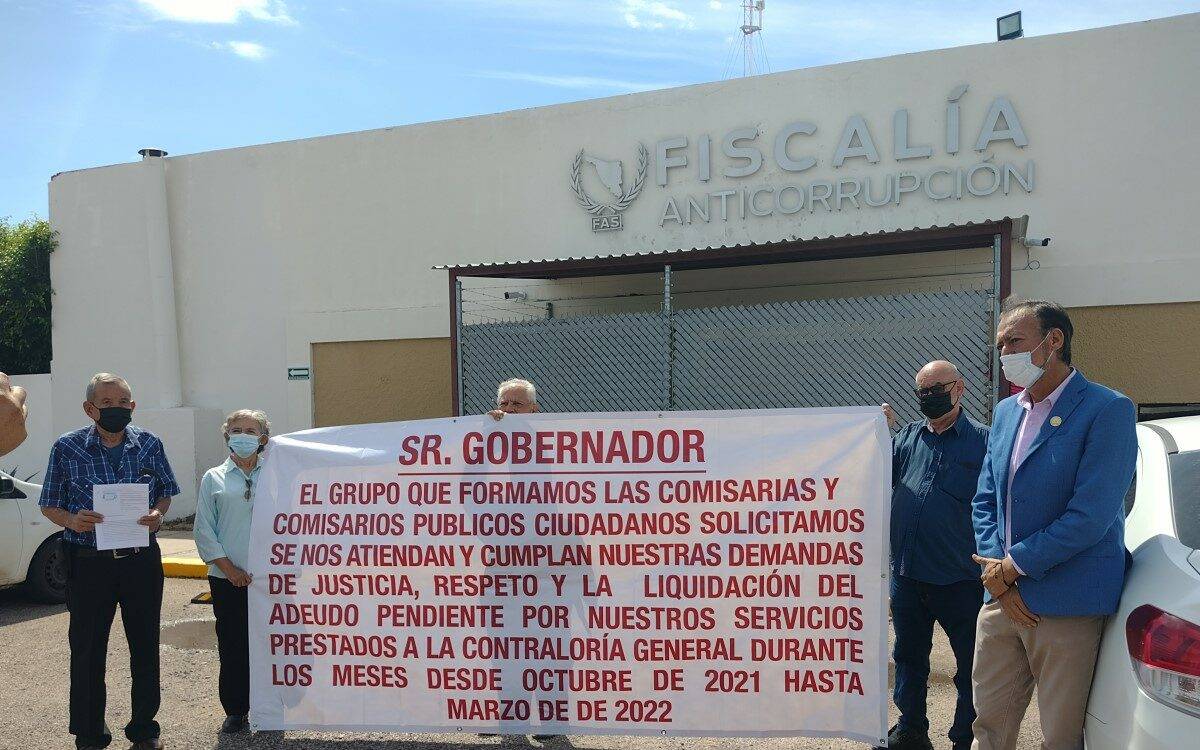 FISCALÍA
ANTICORRUPCIÓN
FAS
SR. GOBERNADOR
EL GRUPO QUE FORMAMOS LAS COMISARIAS Y
COMISARIOS PUBLICOS CIUDADANOS SOLICITAMOS
SE NOS ATIENDAN Y CUMPLAN NUESTRAS DEMANDAS
DE JUSTICIA, RESPETO Y LA LIQUIDACIÓN DEL
ADEUDO PENDIENTE POR NUESTROS SERVICIOS
PRESTADOS A LA CONTRALORÍA GENERAL DURANTE
LOS MESES DESDE OCTUBRE DE 2021 HASTA
MARZO DE DE 2022